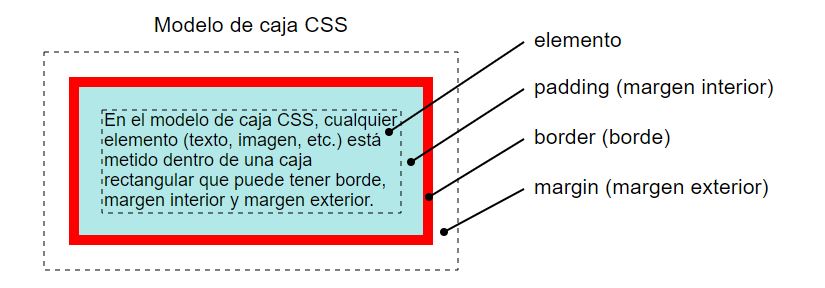 Modelo de caja CSS
elemento
padding (margen interior)
border (borde)
margin (margen exterior)
En el modelo de caja CSS, cualquier
elemento (texto, imagen, etc.) está
metido dentro de una caja
rectangular que puede tener borde,
margen interior y margen exterior.